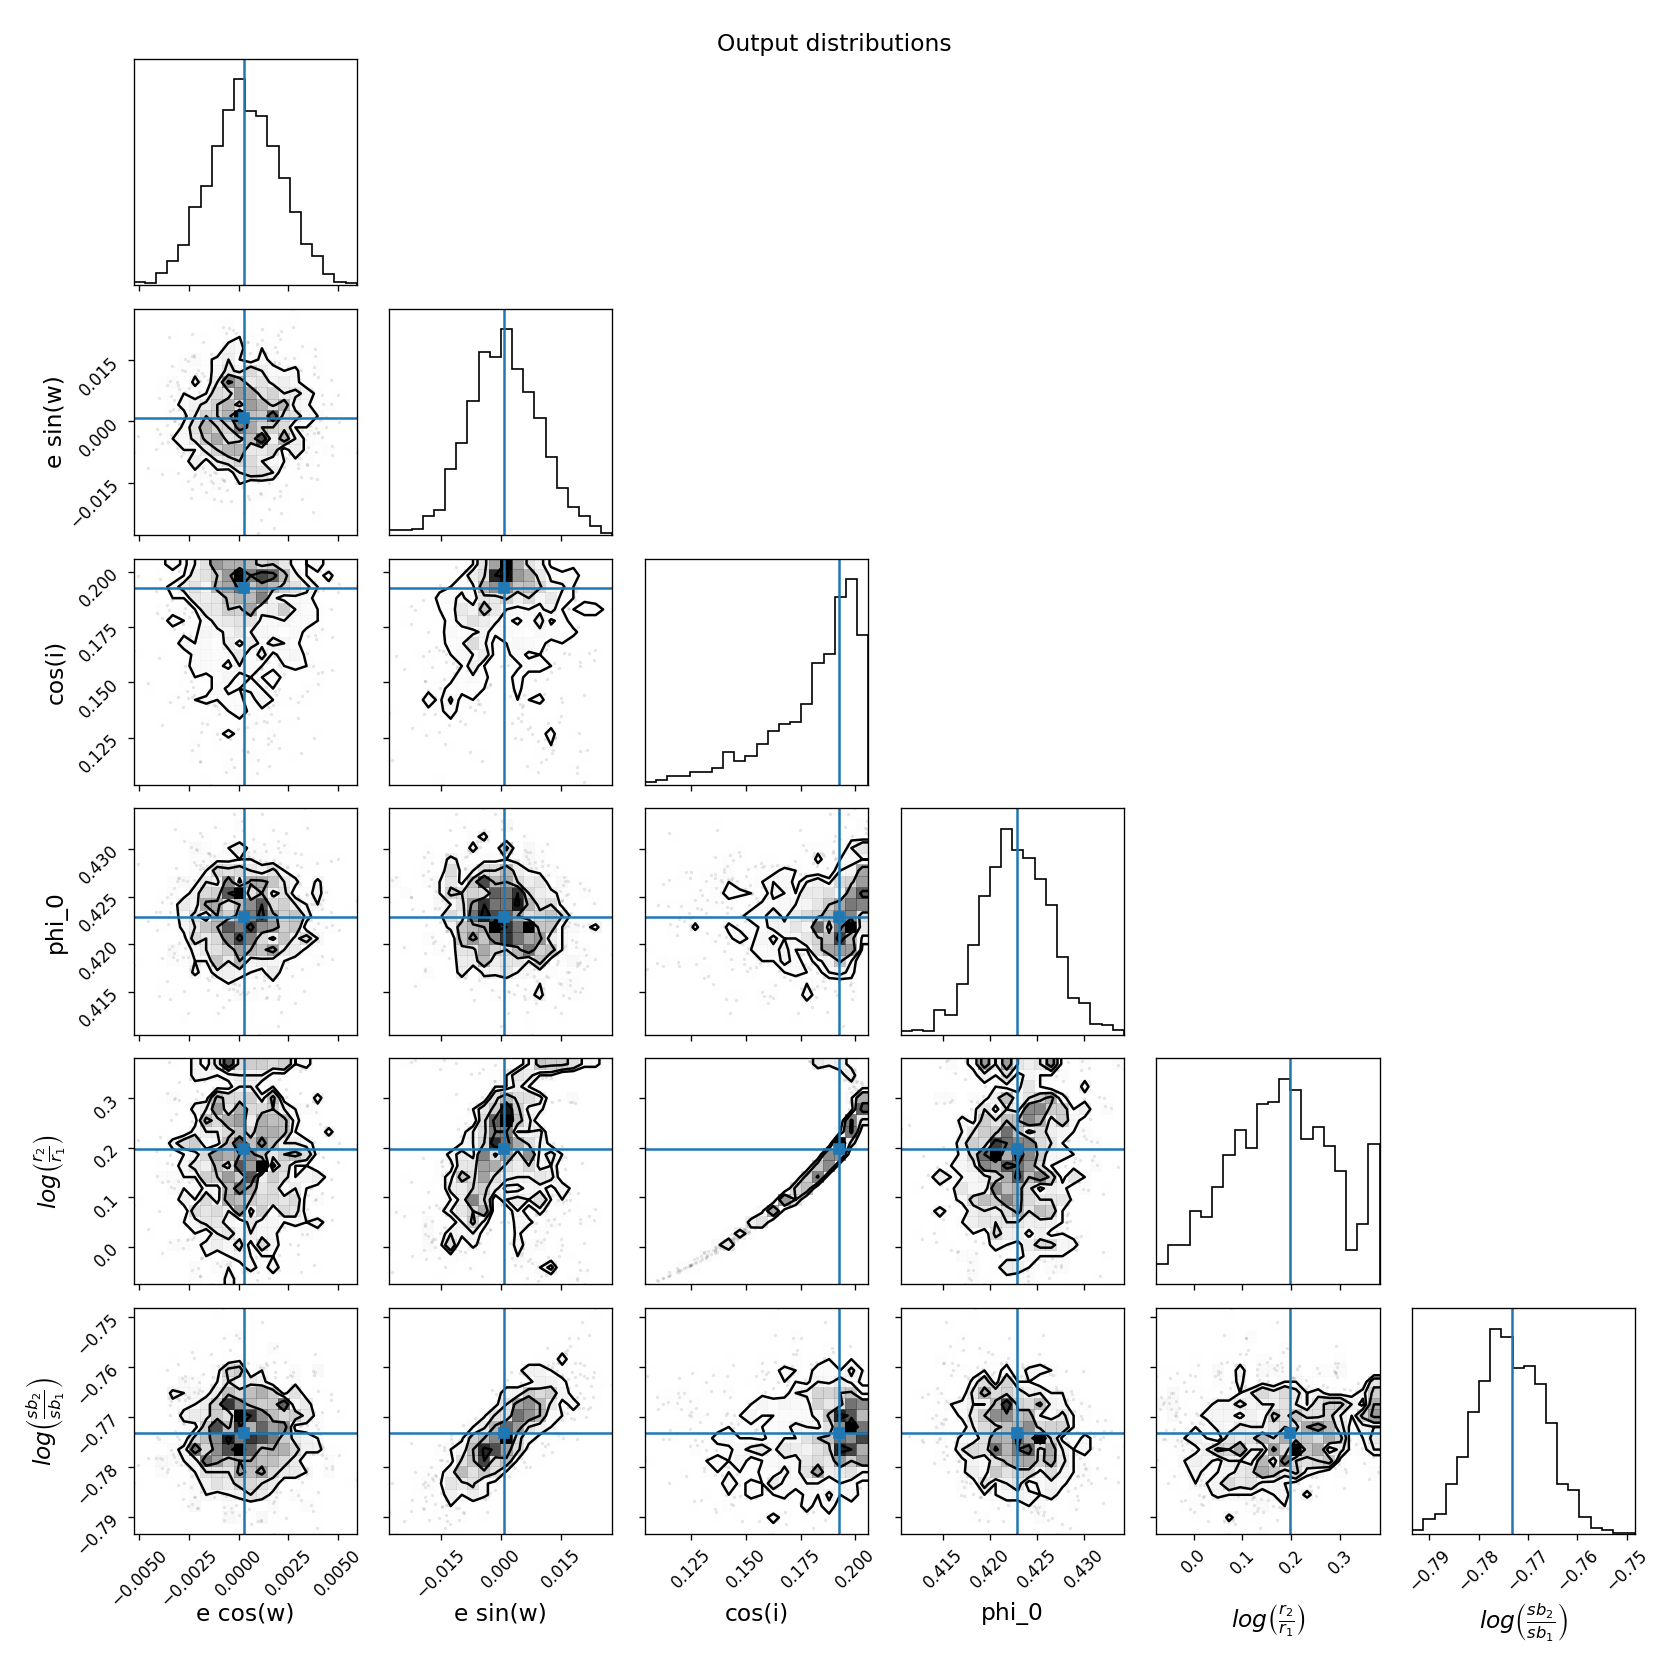 Output distributions
e sin(w)
0.015
0.000
−0.015
cos(i)
0.200
0.175
0.150
0.125
phi_0
0.430
0.425
0.420
0.415
log(r2/r1)
0.3
0.2
0.1
0.0
log(sb2/sb1)
−0.75
−0.76
−0.77
−0.78
−0.79
−0.0050 −0.0025 0.0000 0.0025 0.0050 −0.015 0.000 0.015 0.125 0.150 0.175 0.200 0.415 0.420 0.425 0.430 0.0 0.1 0.2 0.3 −0.79 −0.78 −0.77 −0.76 −0.75
e cos(w) e sin(w) cos(i) phi_0 log(r2/r1) log(sb2/sb1)